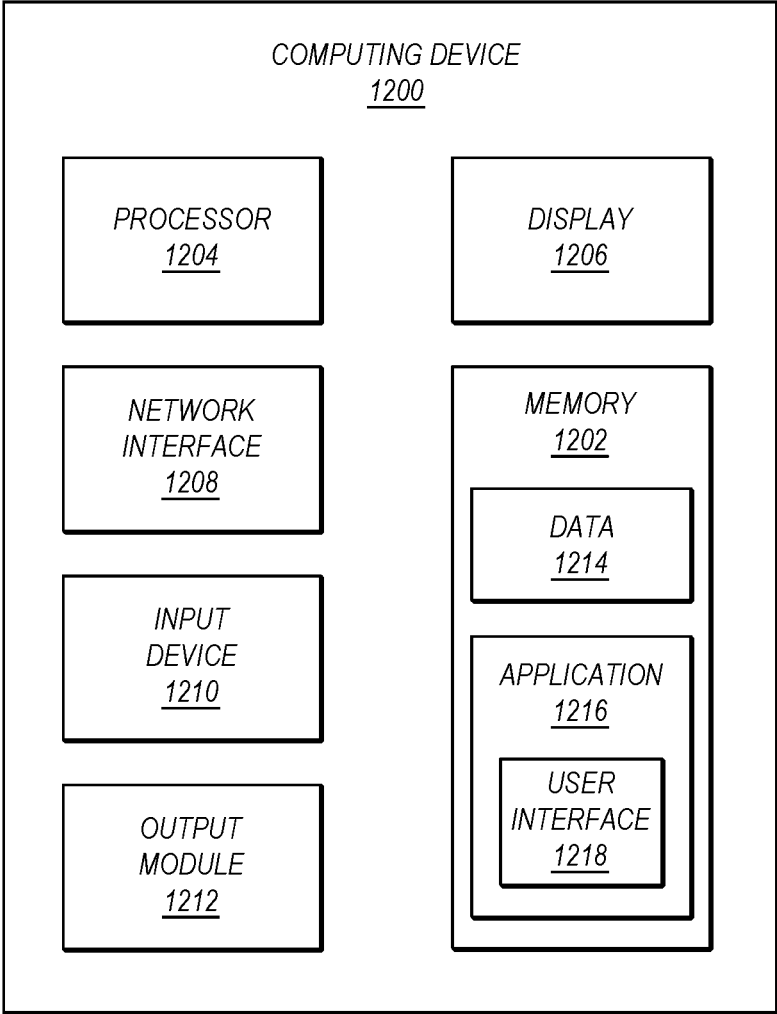 COMPUTING DEVICE
1200
PROCESSOR
1204
DISPLAY
1206
NETWORK
INTERFACE
1208
MEMORY
1202
DATA
1214
INPUT
DEVICE
1210
APPLICATION
1216
USER
INTERFACE
1218
OUTPUT
MODULE
1212